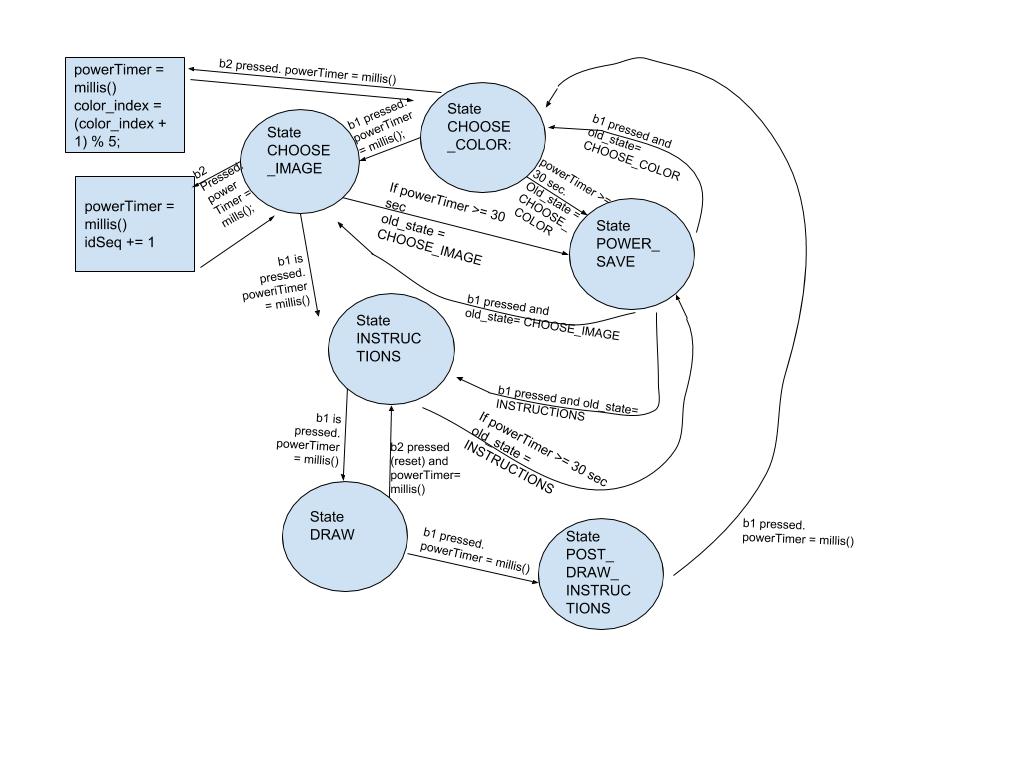 powerTimer =
millis()
color_index =
(color_index +
1) % 5;
b2 pressed. powerTimer = millis()
State
CHOOSE
_COLOR:
b1 pressed.
powerTimer
= millis();
State
CHOOSE
_IMAGE
b1 pressed and
old_state=
CHOOSE_COLOR
b2
Pressed.
power
Timer =
millis();
powerTimer =
millis()
idSeq += 1
powerTimer >=
30 sec.
Old_state =
CHOOSE_
COLOR
If powerTimer >= 30
sec
old_state =
CHOOSE_IMAGE
State
POWER_
SAVE
b1 is
pressed.
poweriTimer
= millis()
b1 pressed and
old_state= CHOOSE_IMAGE
State
INSTRUC
TIONS
b1 pressed and old_state=
INSTRUCTIONS
b1 is
pressed.
powerTimer
= millis()
b2 pressed
(reset) and
powerTimer=
millis()
If powerTimer >= 30 sec
old_state =
INSTRUCTIONS
State
DRAW
b1 pressed.
powerTimer = millis()
State
POST_
DRAW_
INSTRUC
TIONS
b1 pressed.
powerTimer = millis()